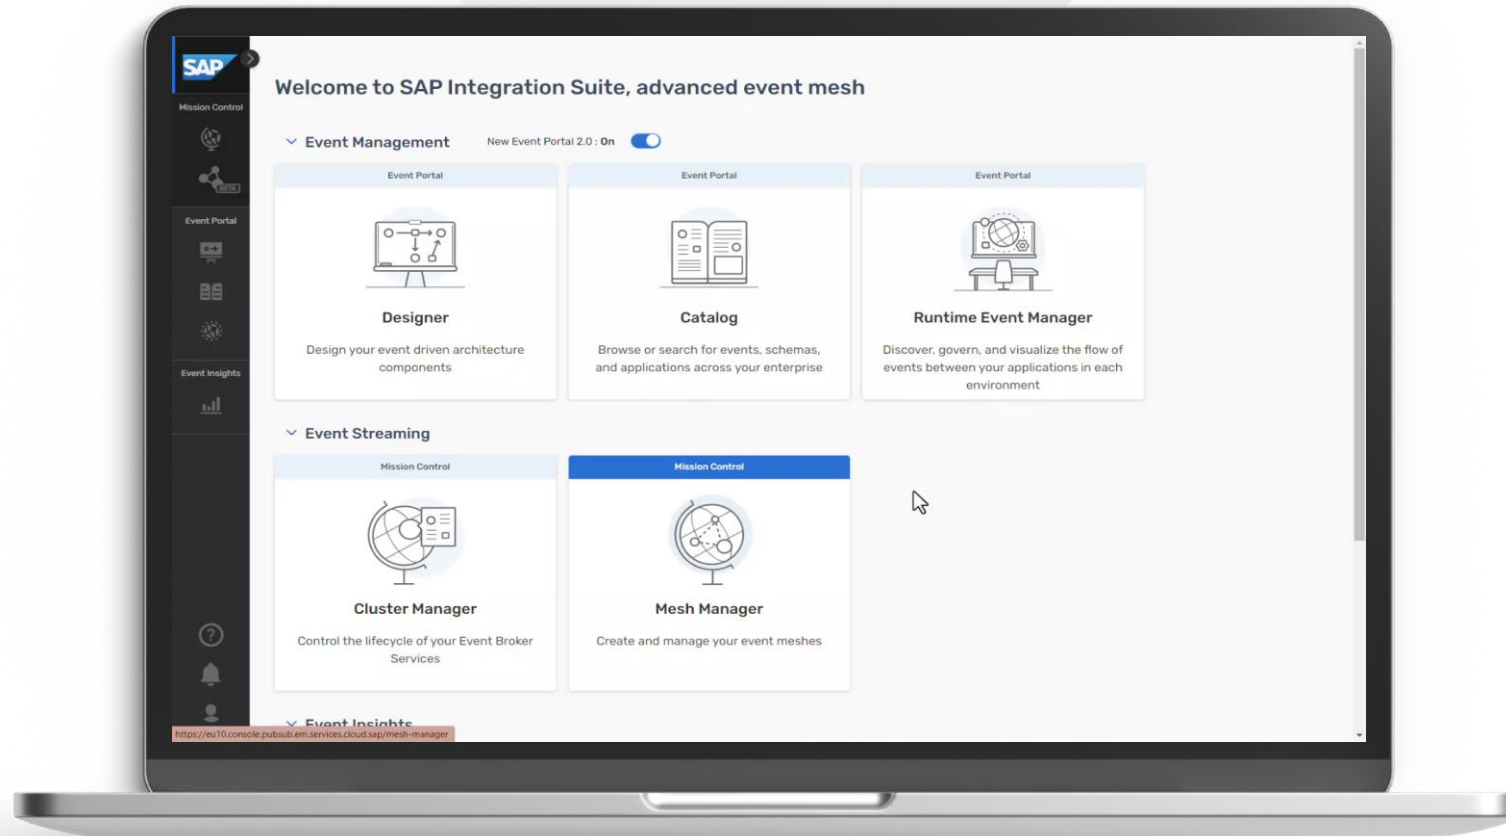 SAP
Mission Control
BETA
Event Portal
Event Insights
Welcome to SAP Integration Suite, advanced event mesh
Event Management
New Event Portal 2.0 : On
Event Portal
Designer
Design your event driven architecture
components
Event Portal
Catalog
Browse or search for events, schemas,
and applications across your enterprise
Event Portal
Runtime Event Manager
Discover, govern, and visualize the flow of
events between your applications in each
environment
Event Streaming
Mission Control
Cluster Manager
Control the lifecycle of your Event Broker
Services
Mission Control
Mesh Manager
Create and manage your event meshes
Event Insights
https://eu10.console.pubsub.em.services.cloud.sap/mesh-manager